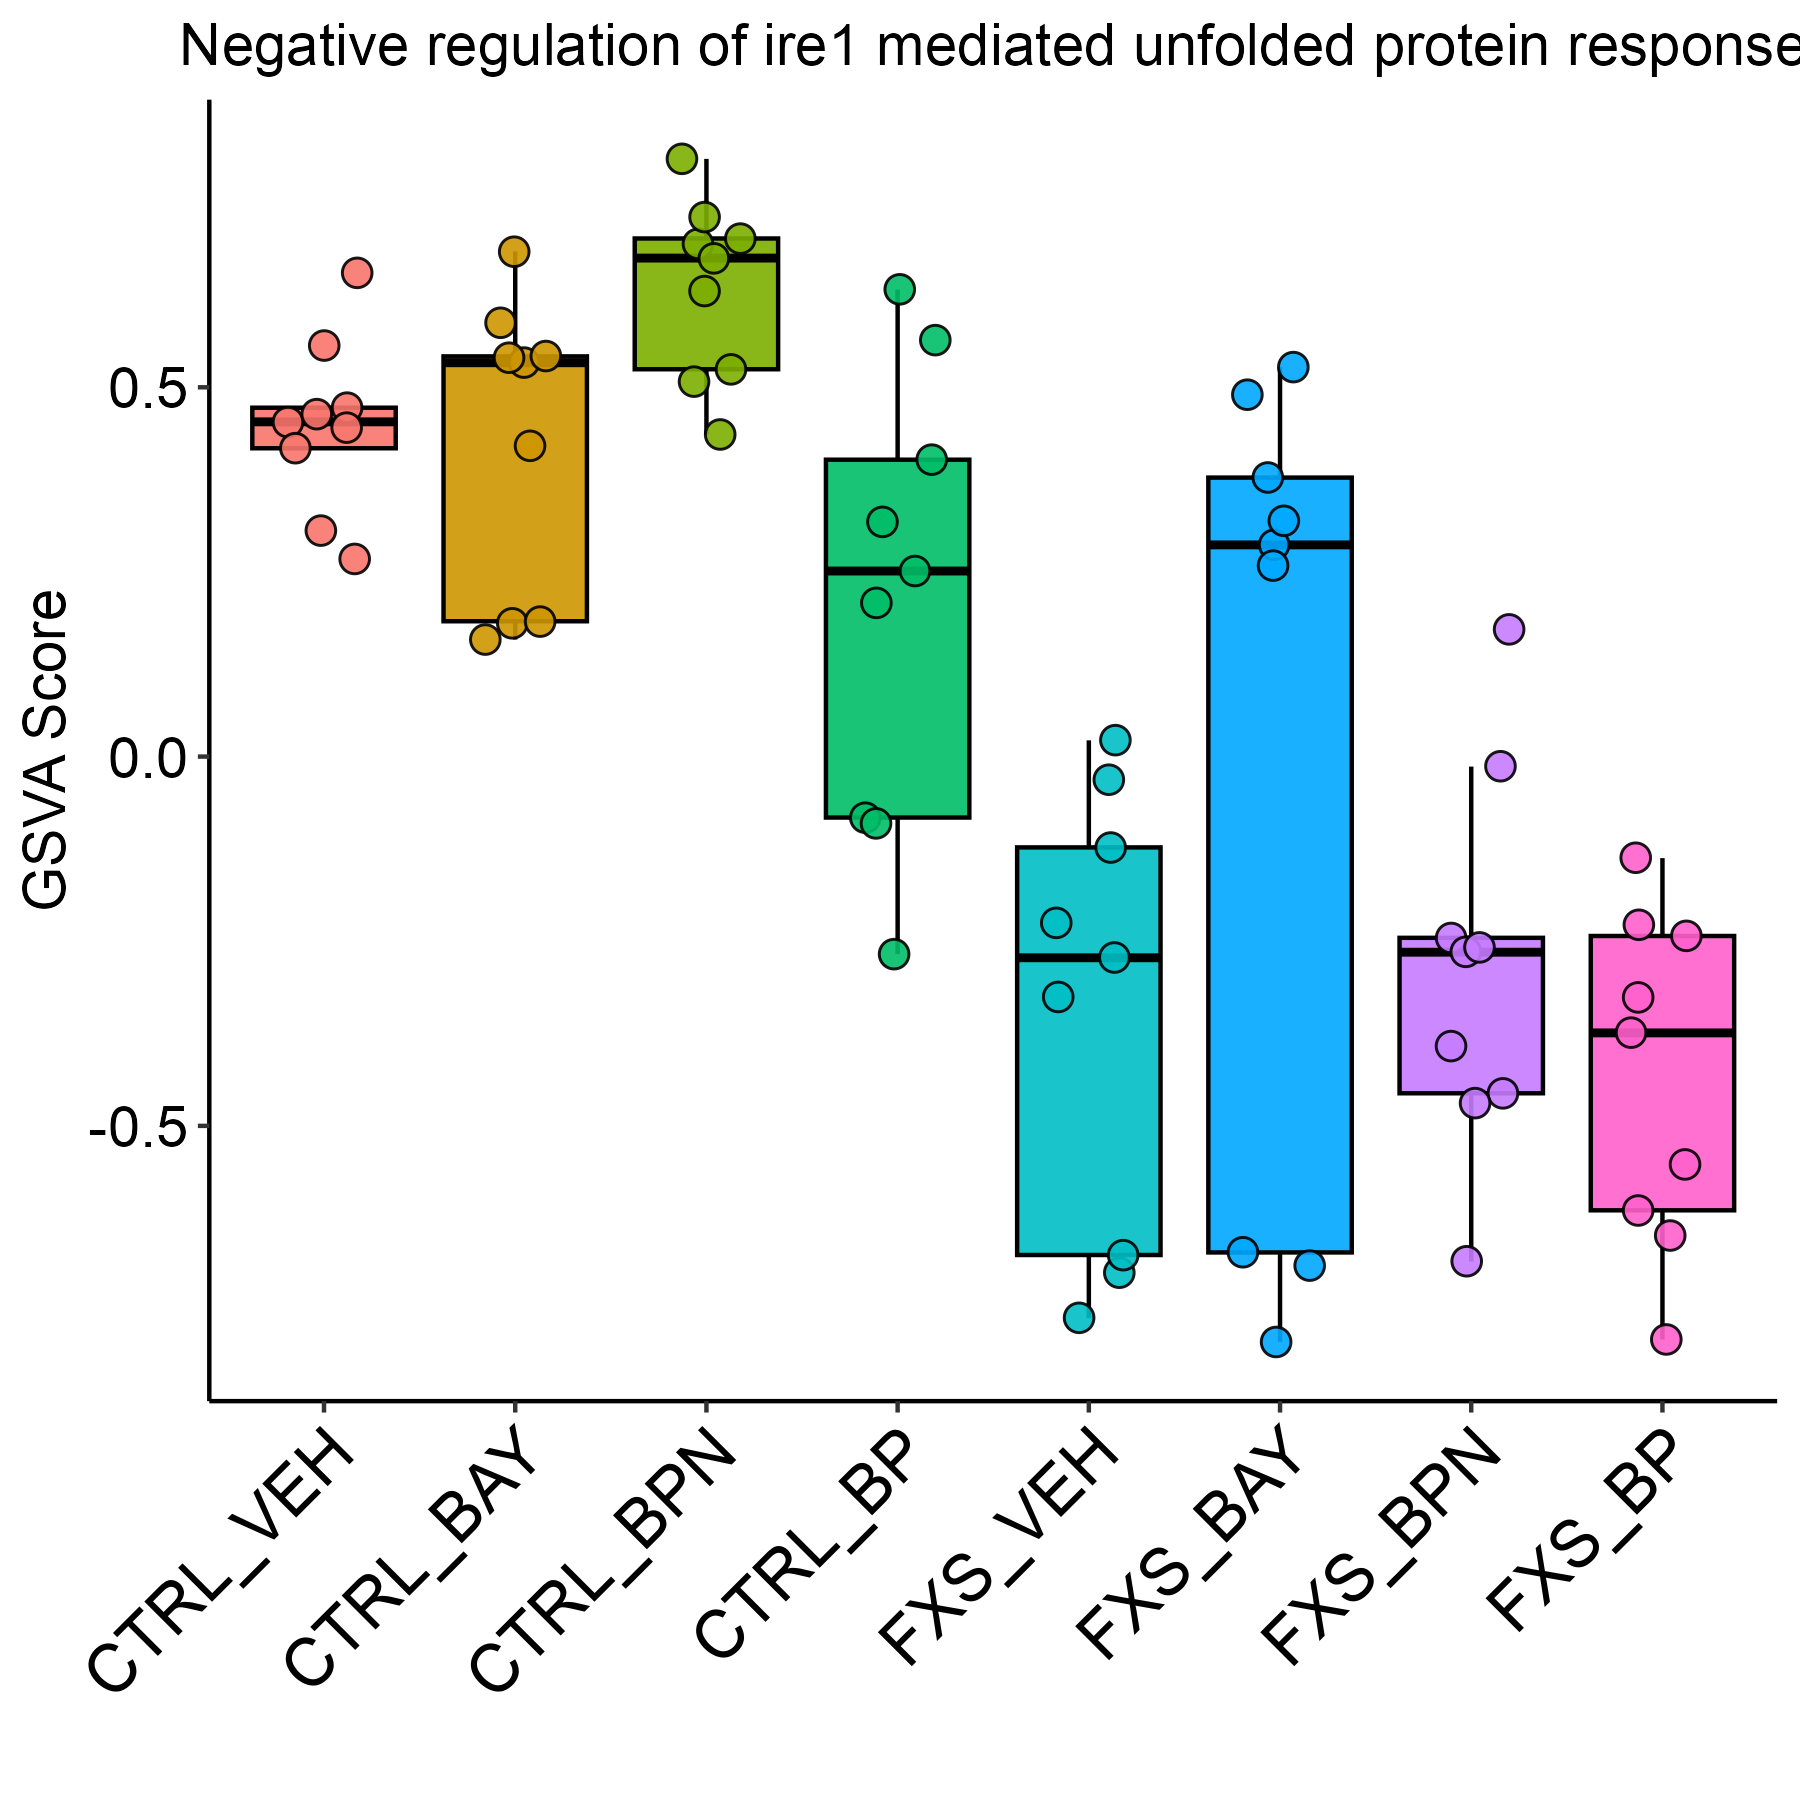 Negative regulation of ire1 mediated unfolded protein response
GSVA Score
0.5
0.0
-0.5
CTRL_VEH
CTRL_BAY
CTRL_BPN
CTRL_BP
FXS_VEH
FXS_BAY
FXS_BPN
FXS_BP